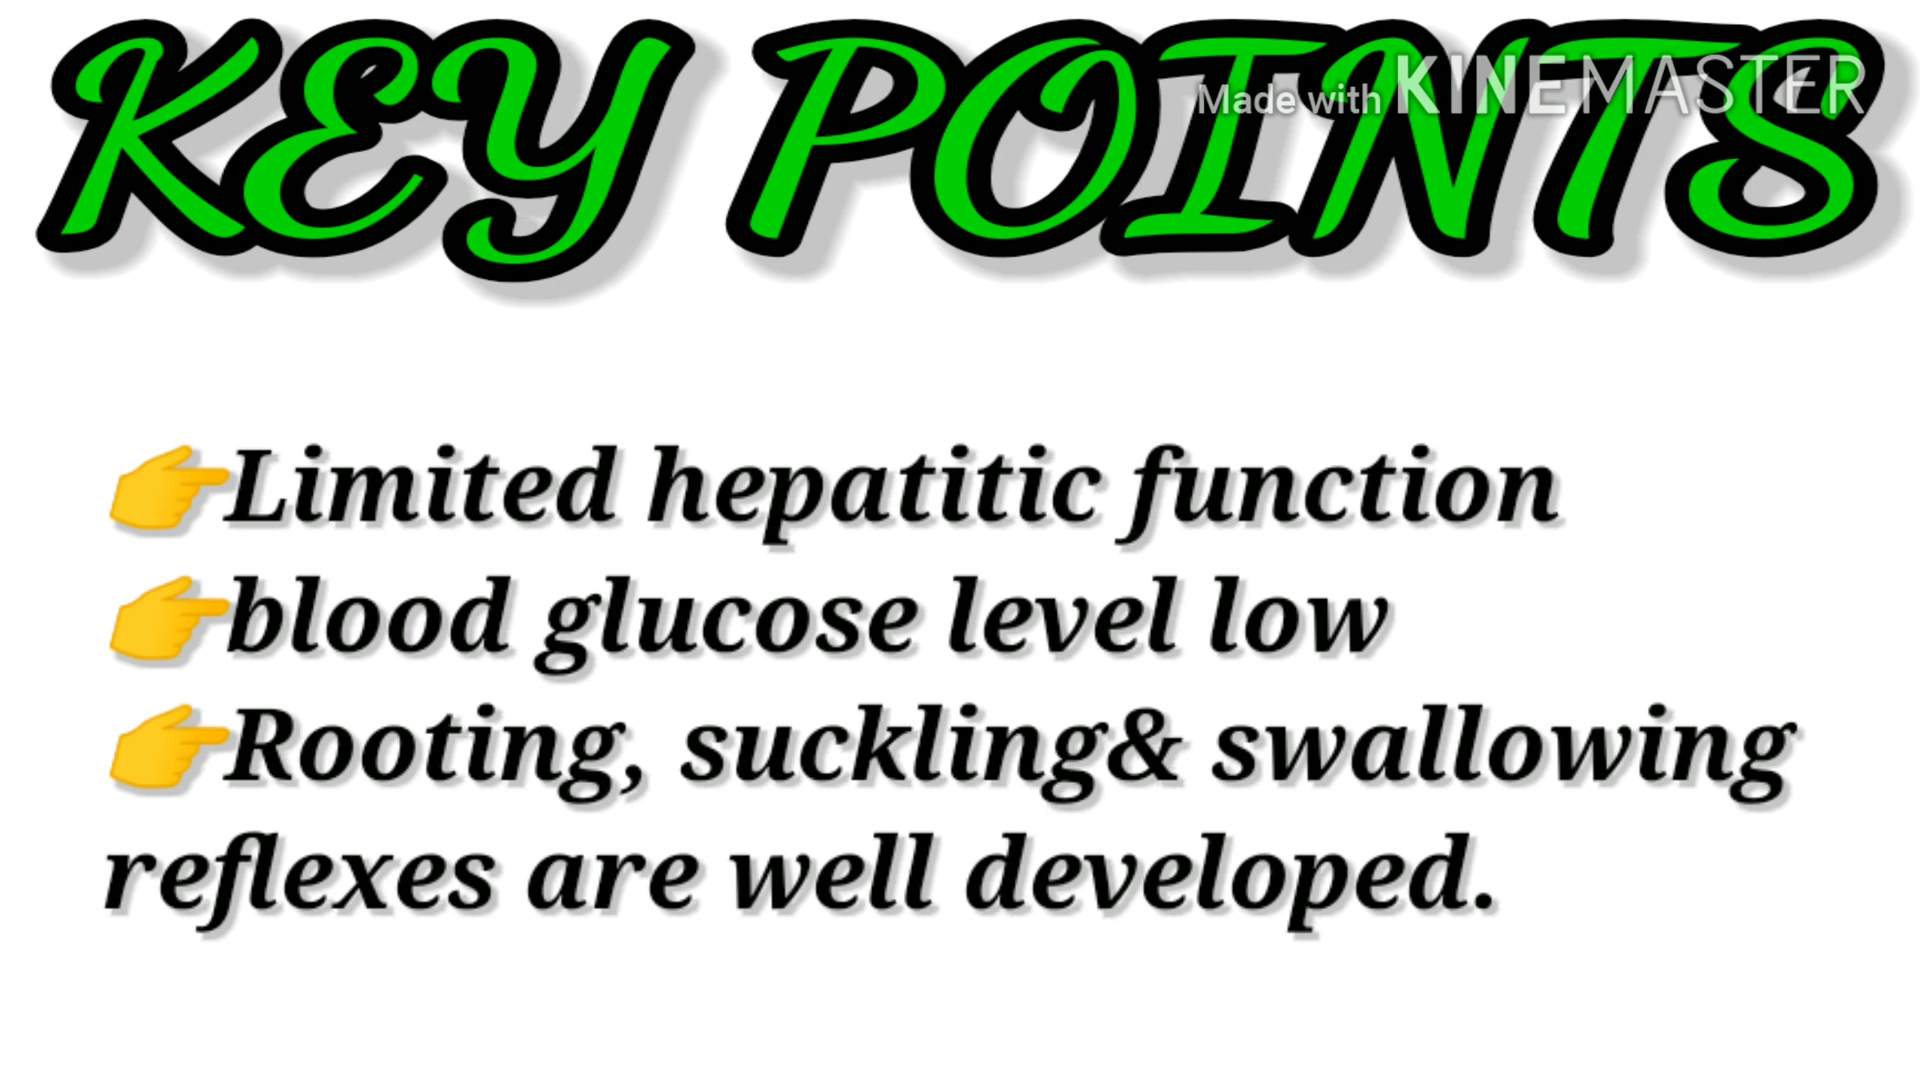 KEY POINTS
Made with KINEMASTER
👉Limited hepatitic function
👉blood glucose level low
👉Rooting, suckling& swallowing
reflexes are well developed.